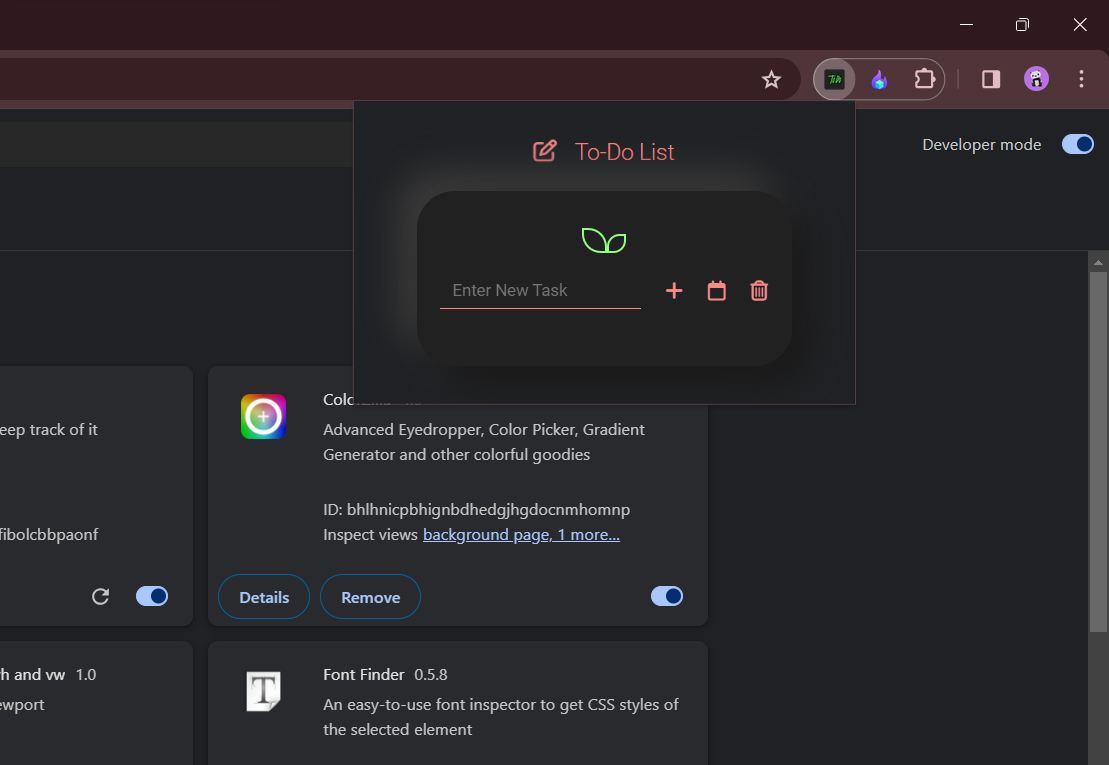 To-Do List
Developer mode
Enter New Task
eep track of it
fibolcbbpaonf
Advanced Eyedropper, Color Picker, Gradient
Generator and other colorful goodies
ID: bhlhnicpbhignbdhedgjhgdocnmhomnp
Inspect views background page, 1 more...
Details
Remove
h and vw 1.0
ewport
Font Finder 0.5.8
An easy-to-use font inspector to get CSS styles of
the selected element